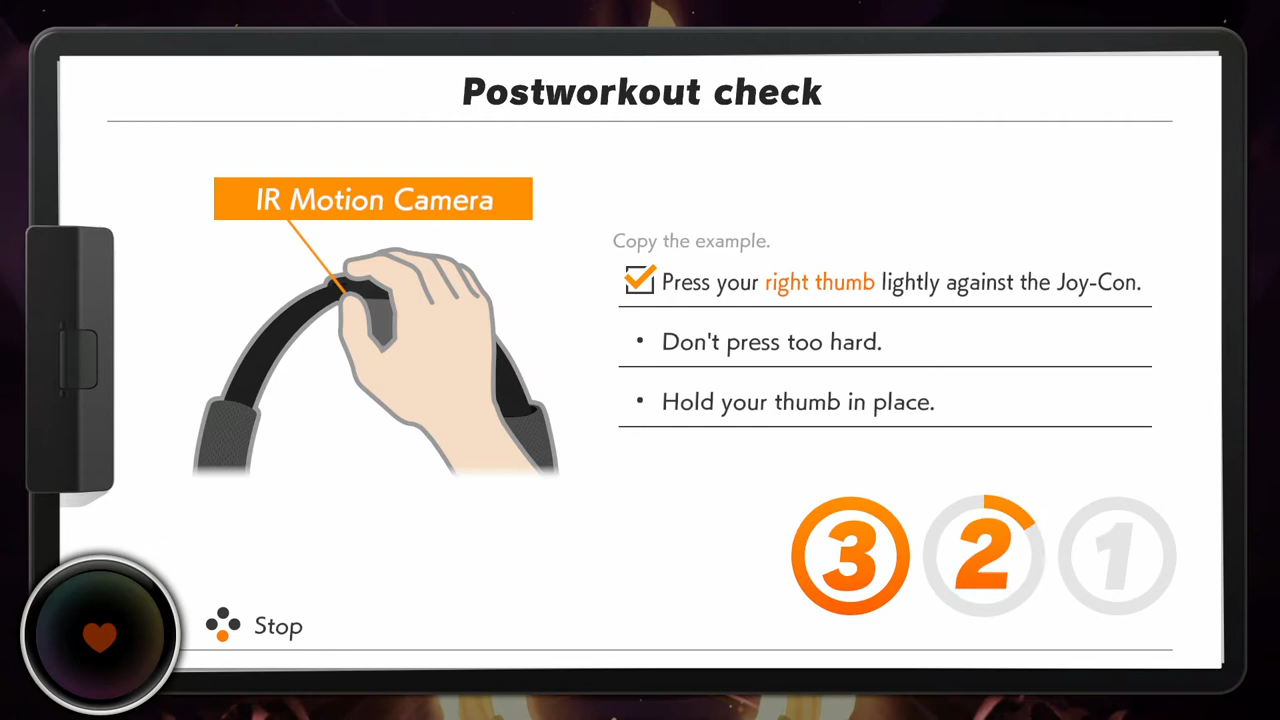 Postworkout check
IR Motion Camera
Copy the example.
Press your right thumb lightly against the Joy-Con.
• Don't press too hard.
• Hold your thumb in place.
3 2 1
Stop